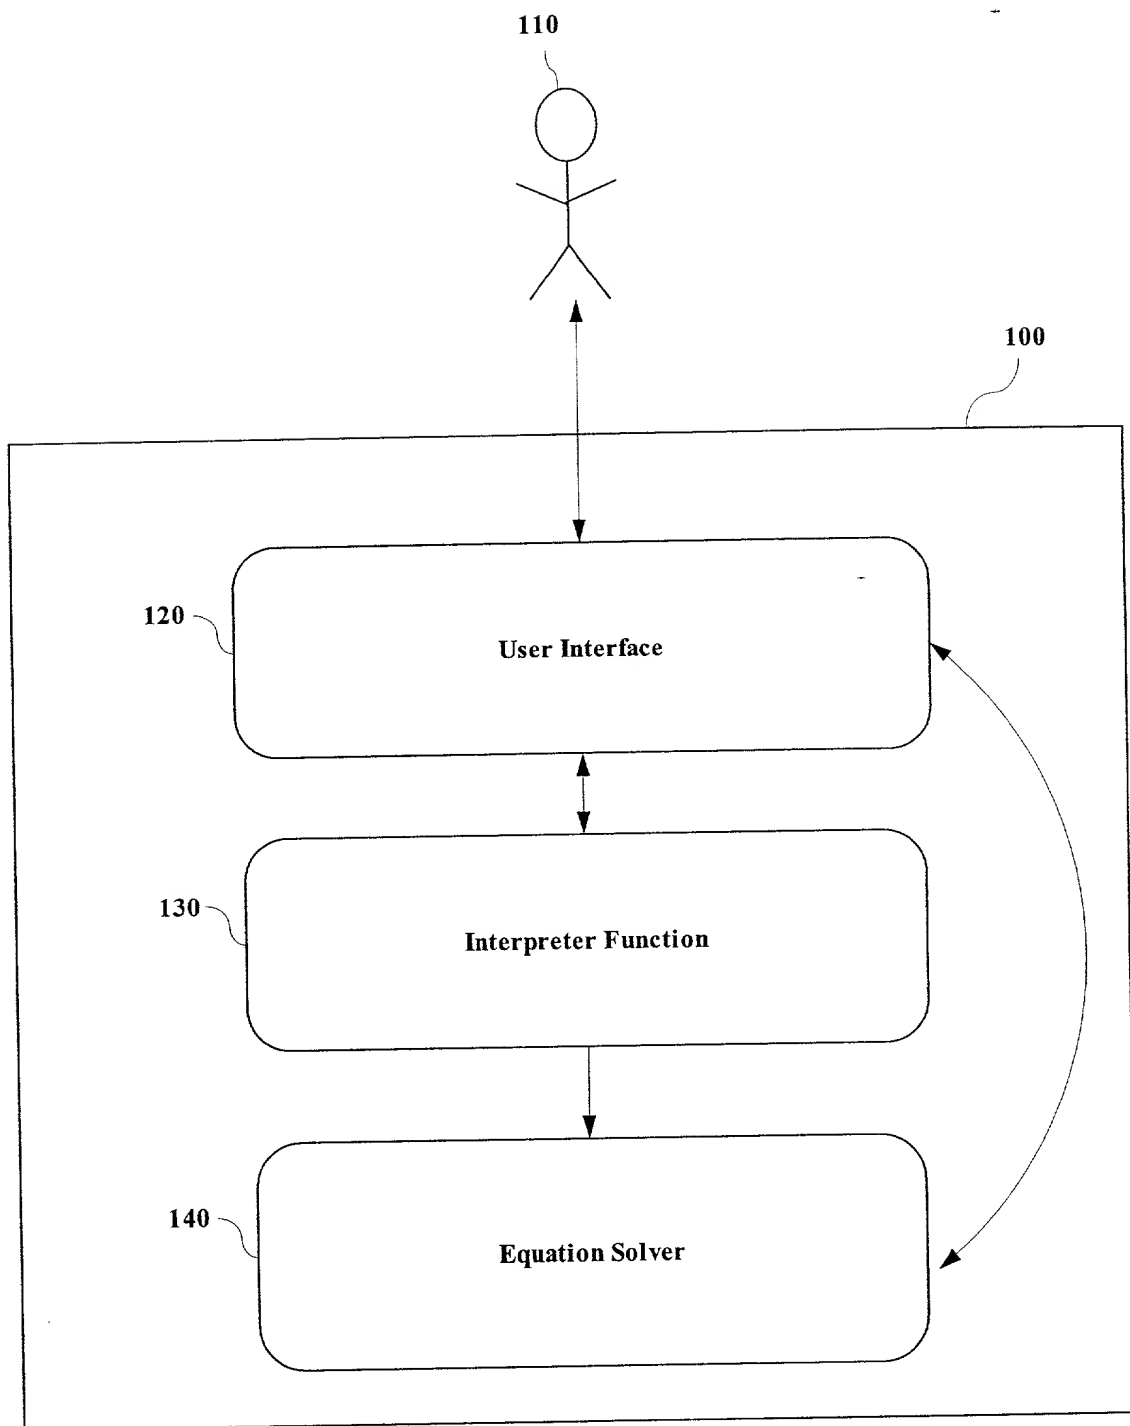 110
100
120
User Interface
130
Interpreter Function
140
Equation Solver